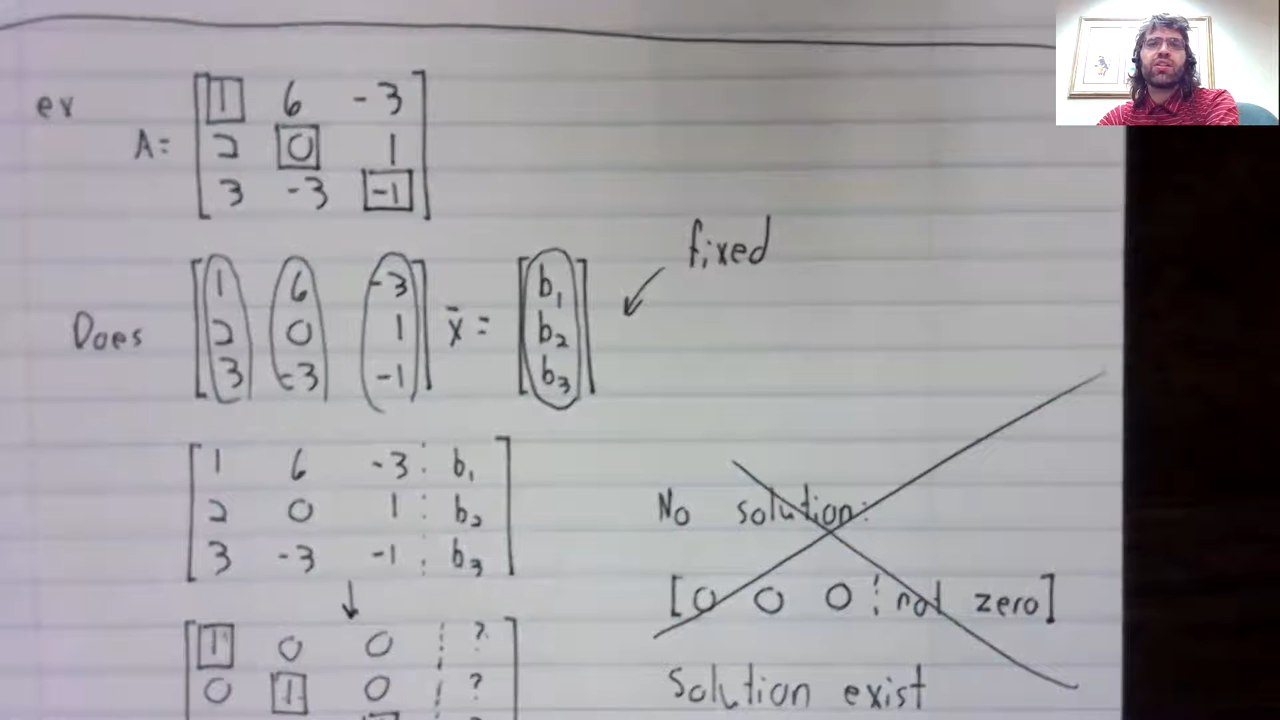 ex
A = [ 1 6 -3
2 0 1
3 -3 -1 ]
fixed
Does [ 1 6 -3
2 0 1
3 -3 -1 ] x̄ = [ b₁
b₂
b₃ ]
[ 1 6 -3 : b₁
2 0 1 : b₂
3 -3 -1 : b₃ ]
↓
No solution:
[0 0 0 ¦ not zero]
[ 1 0 0 ¦ ?
0 1 0 ¦ ?
Solution exist